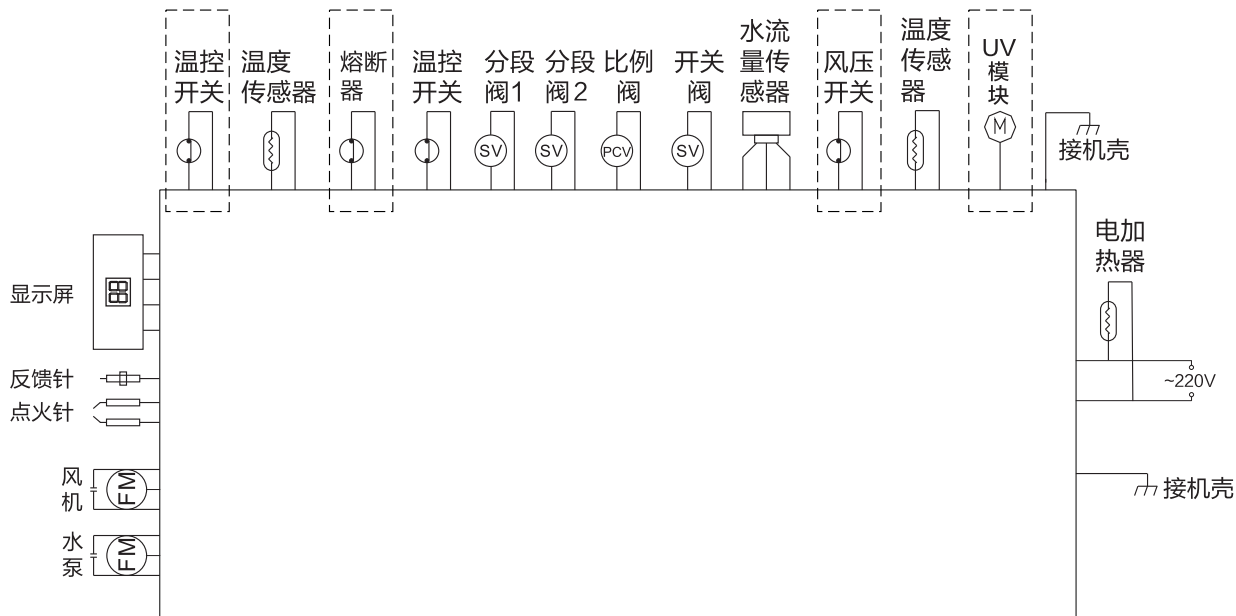 温控
开关
温度
传感器
熔断
器
温控
开关
分段
阀1
分段
阀2
比例
阀
开关
阀
水流
量传
感器
风压
开关
温度
传感
器
UV
模
块
SV
SV
PCV
SV
M
接机壳
电加
热器
显示屏
反馈针
点火针
~220V
风
机
FM
接机壳
水
泵
FM